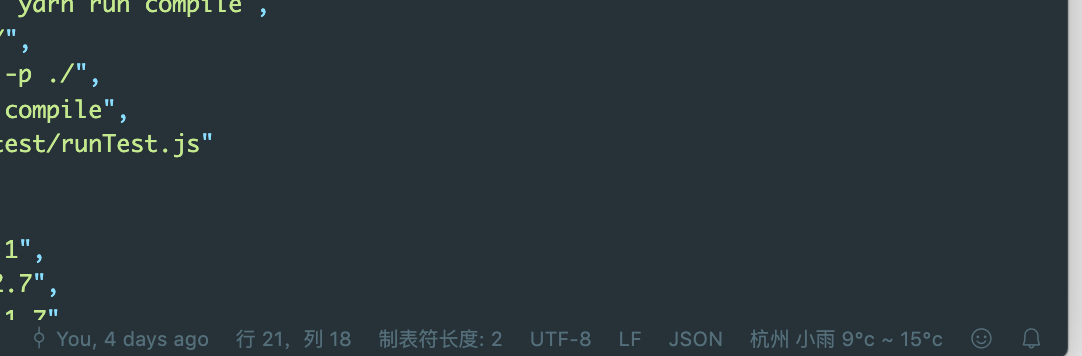 yarn run compile",
/",
-p ./",
compile",
test/runTest.js"
1",
2.7",
1.7"
You, 4 days ago 行 21，列 18 制表符长度: 2 UTF-8 LF JSON 杭州 小雨 9°c ~ 15°c